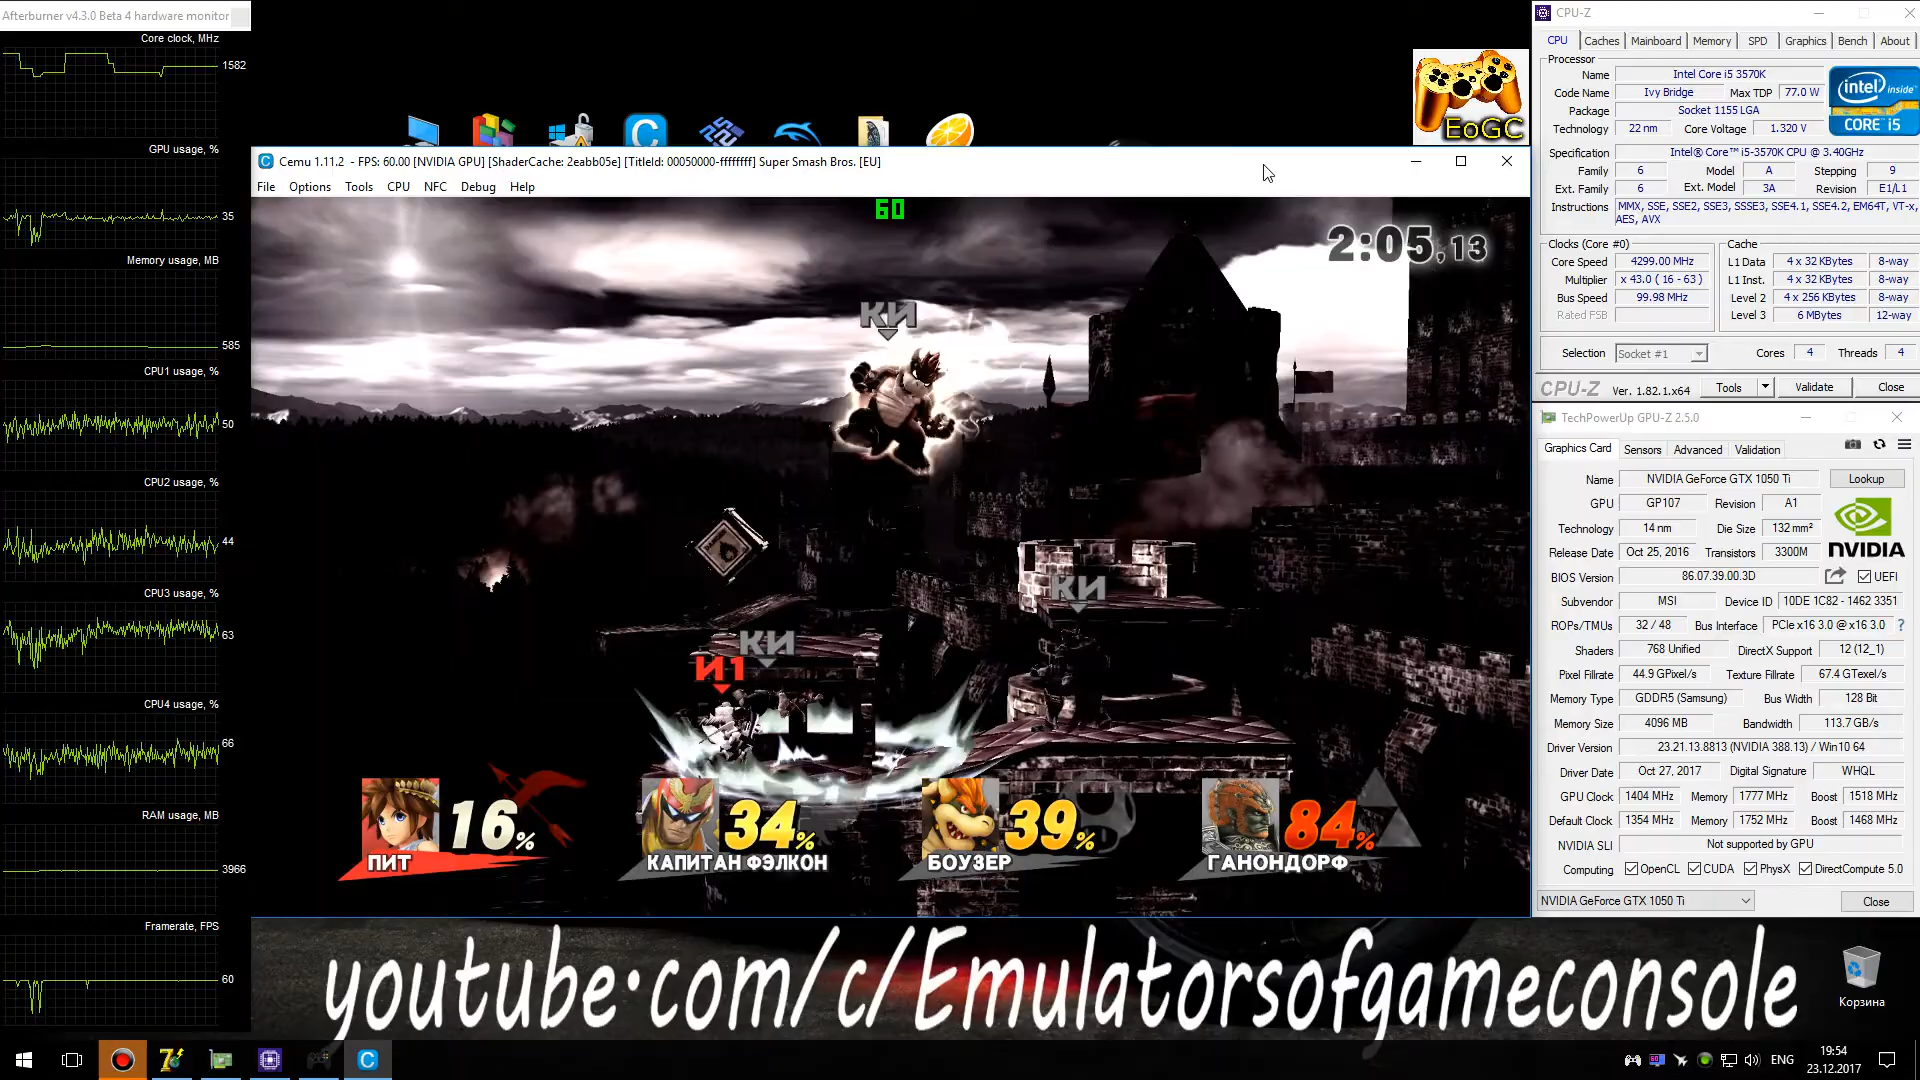 Afterburner v4.3.0 Beta 4 hardware monitor
Core clock, MHz
1582
GPU usage, %
35
Memory usage, MB
585
CPU1 usage, %
50
CPU2 usage, %
44
CPU3 usage, %
63
CPU4 usage, %
66
RAM usage, MB
3966
Framerate, FPS
60
EoGC
Cemu 1.11.2 - FPS: 60.00 [NVIDIA GPU] [ShaderCache: 2eabb05e] [TitleId: 00050000-ffffffff] Super Smash Bros. [EU]
File Options Tools CPU NFC Debug Help
60
2:05,13
КИ
КИ
КИ
И1
16%
ПИТ
34%
КАПИТАН ФЭЛКОН
39%
БОУЗЕР
84%
ГАНОНДОРФ
CPU-Z
CPU Caches Mainboard Memory SPD Graphics Bench About
Processor
Name Intel Core i5 3570K
Code Name Ivy Bridge Max TDP 77.0 W
Package Socket 1155 LGA
Technology 22 nm Core Voltage 1.320 V
intel inside
CORE i5
Specification Intel® Core™ i5-3570K CPU @ 3.40GHz
Family 6 Model A Stepping 9
Ext. Family 6 Ext. Model 3A Revision E1/L1
Instructions MMX, SSE, SSE2, SSE3, SSSE3, SSE4.1, SSE4.2, EM64T, VT-x,
AES, AVX
Clocks (Core #0) Cache
Core Speed 4299.00 MHz L1 Data 4 x 32 KBytes 8-way
Multiplier x 43.0 ( 16 - 63 ) L1 Inst. 4 x 32 KBytes 8-way
Bus Speed 99.98 MHz Level 2 4 x 256 KBytes 8-way
Rated FSB Level 3 6 MBytes 12-way
Selection Socket #1 Cores 4 Threads 4
CPU-Z Ver. 1.82.1.x64 Tools Validate Close
TechPowerUp GPU-Z 2.5.0
Graphics Card Sensors Advanced Validation
Name NVIDIA GeForce GTX 1050 Ti Lookup
GPU GP107 Revision A1
Technology 14 nm Die Size 132 mm²
Release Date Oct 25, 2016 Transistors 3300M
NVIDIA
BIOS Version 86.07.39.00.3D UEFI
Subvendor MSI Device ID 10DE 1C82 - 1462 3351
ROPs/TMUs 32 / 48 Bus Interface PCIe x16 3.0 @ x16 3.0 ?
Shaders 768 Unified DirectX Support 12 (12_1)
Pixel Fillrate 44.9 GPixel/s Texture Fillrate 67.4 GTexel/s
Memory Type GDDR5 (Samsung) Bus Width 128 Bit
Memory Size 4096 MB Bandwidth 113.7 GB/s
Driver Version 23.21.13.8813 (NVIDIA 388.13) / Win10 64
Driver Date Oct 27, 2017 Digital Signature WHQL
GPU Clock 1404 MHz Memory 1777 MHz Boost 1518 MHz
Default Clock 1354 MHz Memory 1752 MHz Boost 1468 MHz
NVIDIA SLI Not supported by GPU
Computing OpenCL CUDA PhysX DirectCompute 5.0
NVIDIA GeForce GTX 1050 Ti Close
youtube.com/c/Emulatorsofgameconsole
Корзина
ENG
19:54
23.12.2017